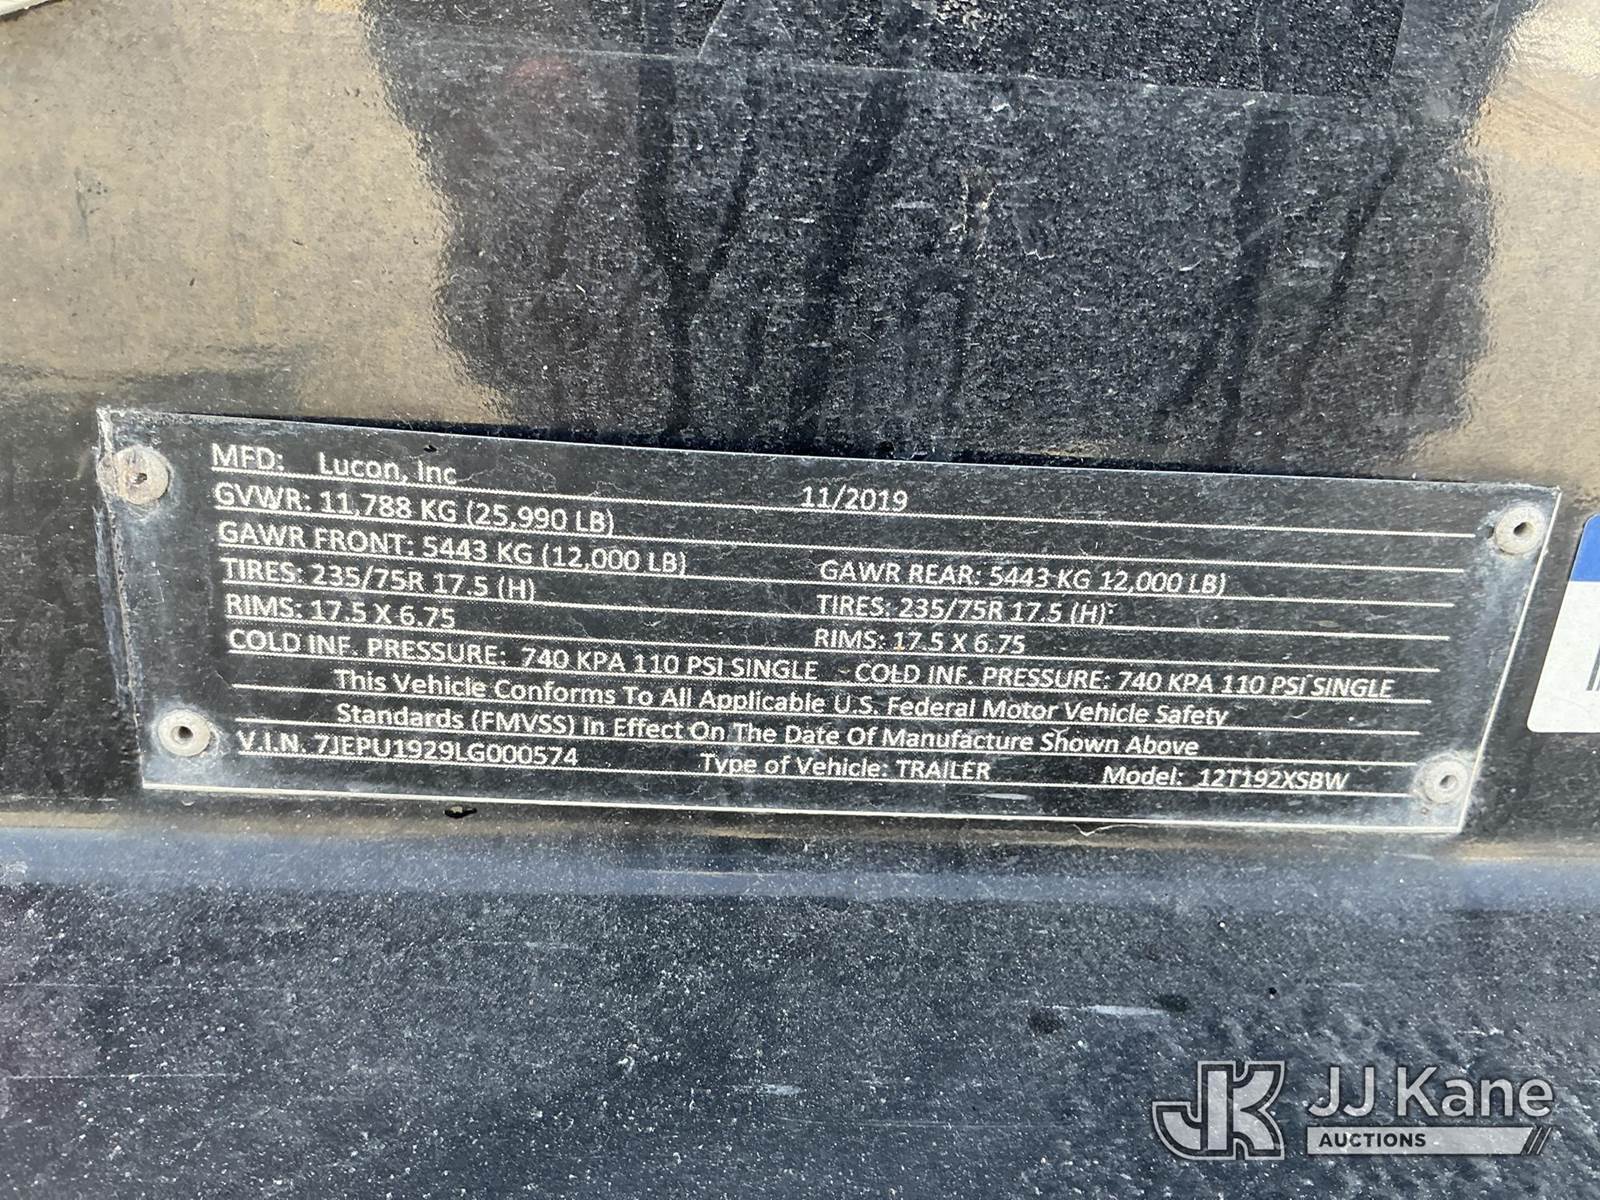 MFD: Lucon, Inc 11/2019
GVWR: 11,788 KG (25,990 LB)
GAWR FRONT: 5443 KG (12,000 LB) GAWR REAR: 5443 KG 12,000 LB)
TIRES: 235/75R 17.5 (H) TIRES: 235/75R 17.5 (H)
RIMS: 17.5 X 6.75 RIMS: 17.5 X 6.75
COLD INF. PRESSURE: 740 KPA 110 PSI SINGLE COLD INF. PRESSURE: 740 KPA 110 PSI SINGLE
This Vehicle Conforms To All Applicable U.S. Federal Motor Vehicle Safety
Standards (FMVSS) In Effect On The Date Of Manufacture Shown Above
V.I.N. 7JEPU1929LG000574 Type of Vehicle: TRAILER Model: 12T192XSBW
JK JJ Kane
AUCTIONS